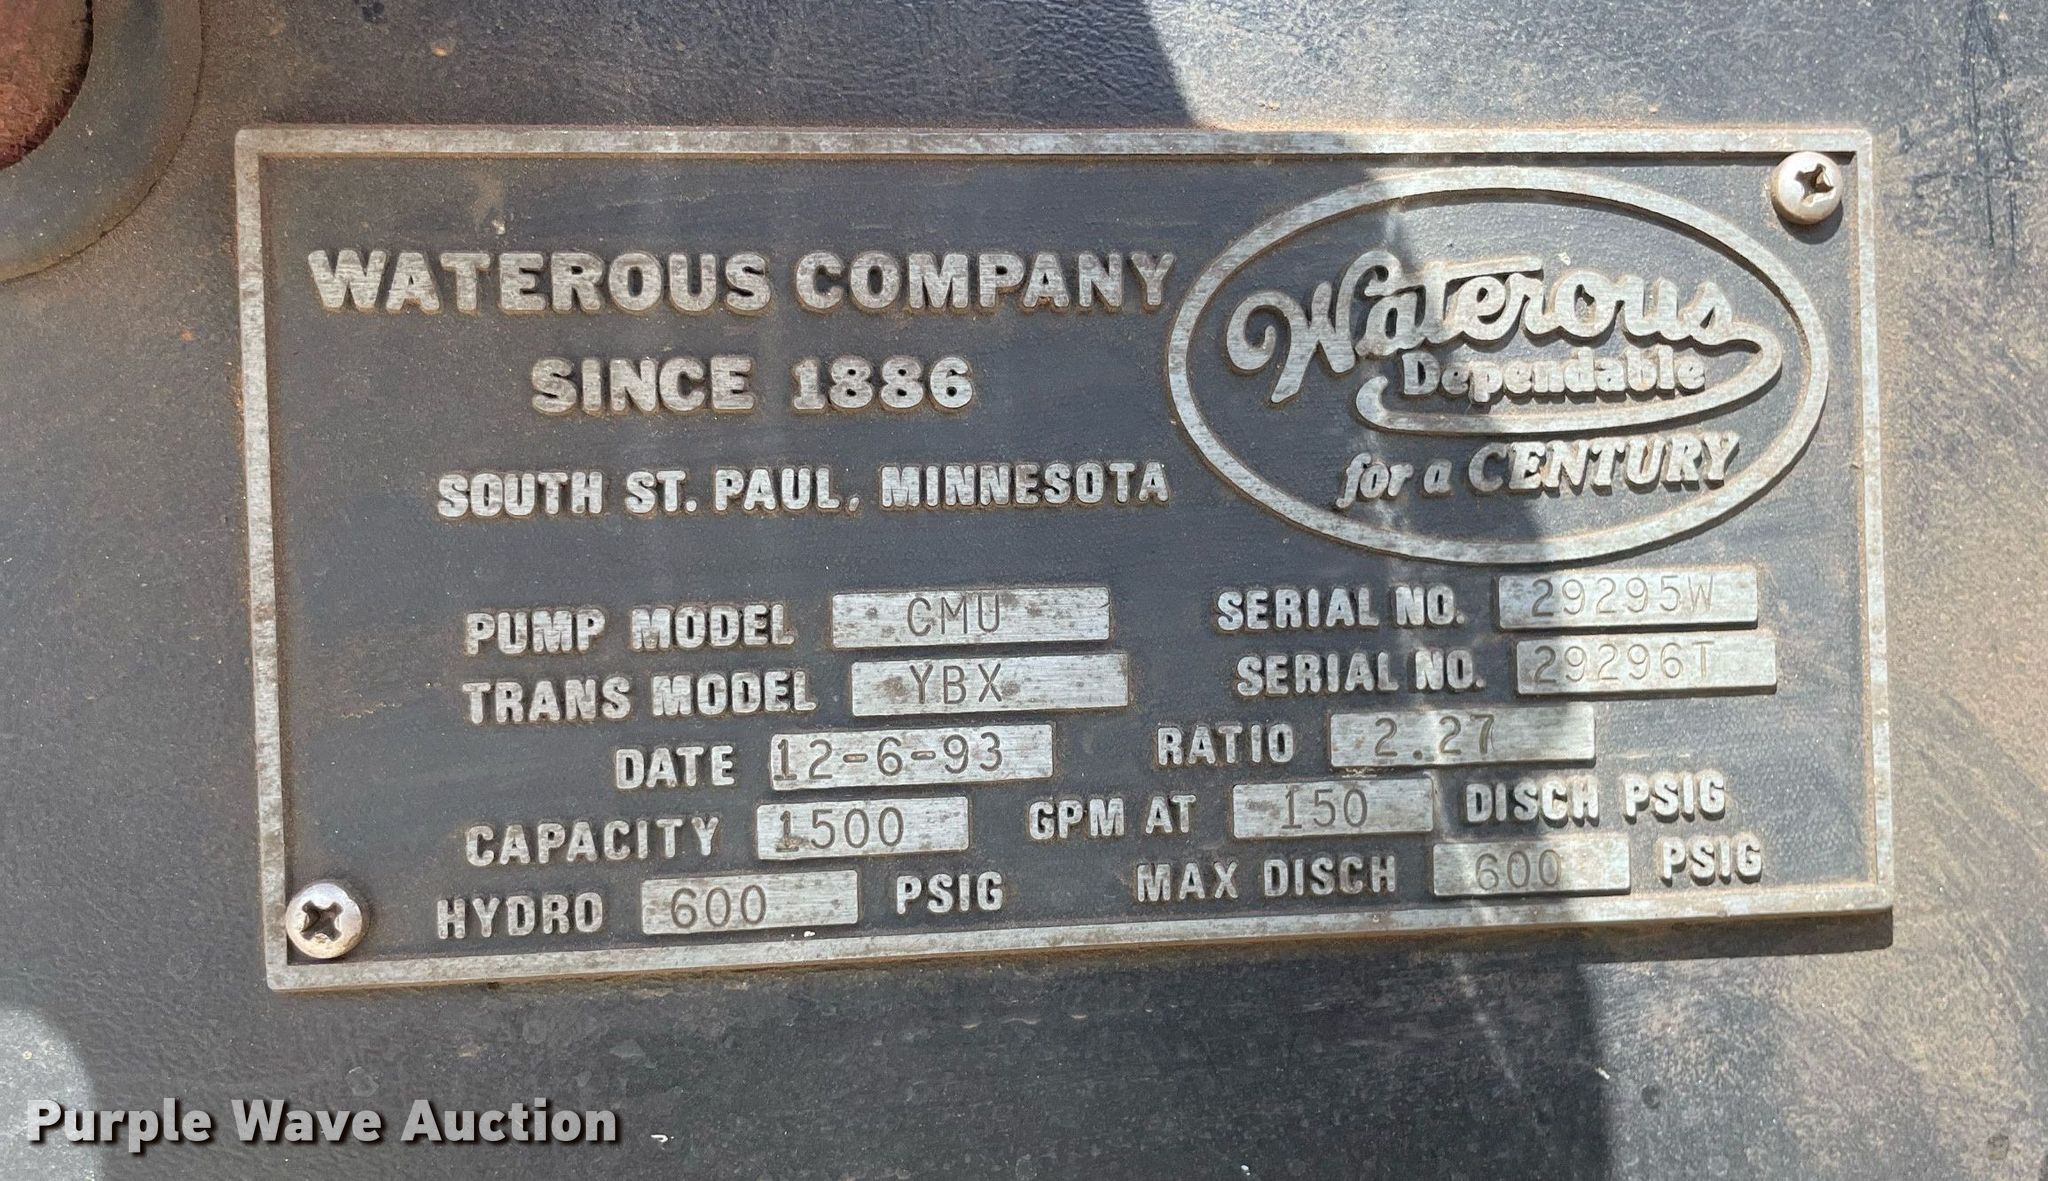 WATEROUS COMPANY
SINCE 1886
SOUTH ST. PAUL, MINNESOTA
Waterous
Dependable
for a CENTURY
PUMP MODEL CMU SERIAL NO. 29295W
TRANS MODEL YBX SERIAL NO. 29296T
DATE 12-6-93 RATIO 2.27
CAPACITY 1500 GPM AT 150 DISCH PSIG
HYDRO 600 PSIG MAX DISCH 600 PSIG
Purple Wave Auction